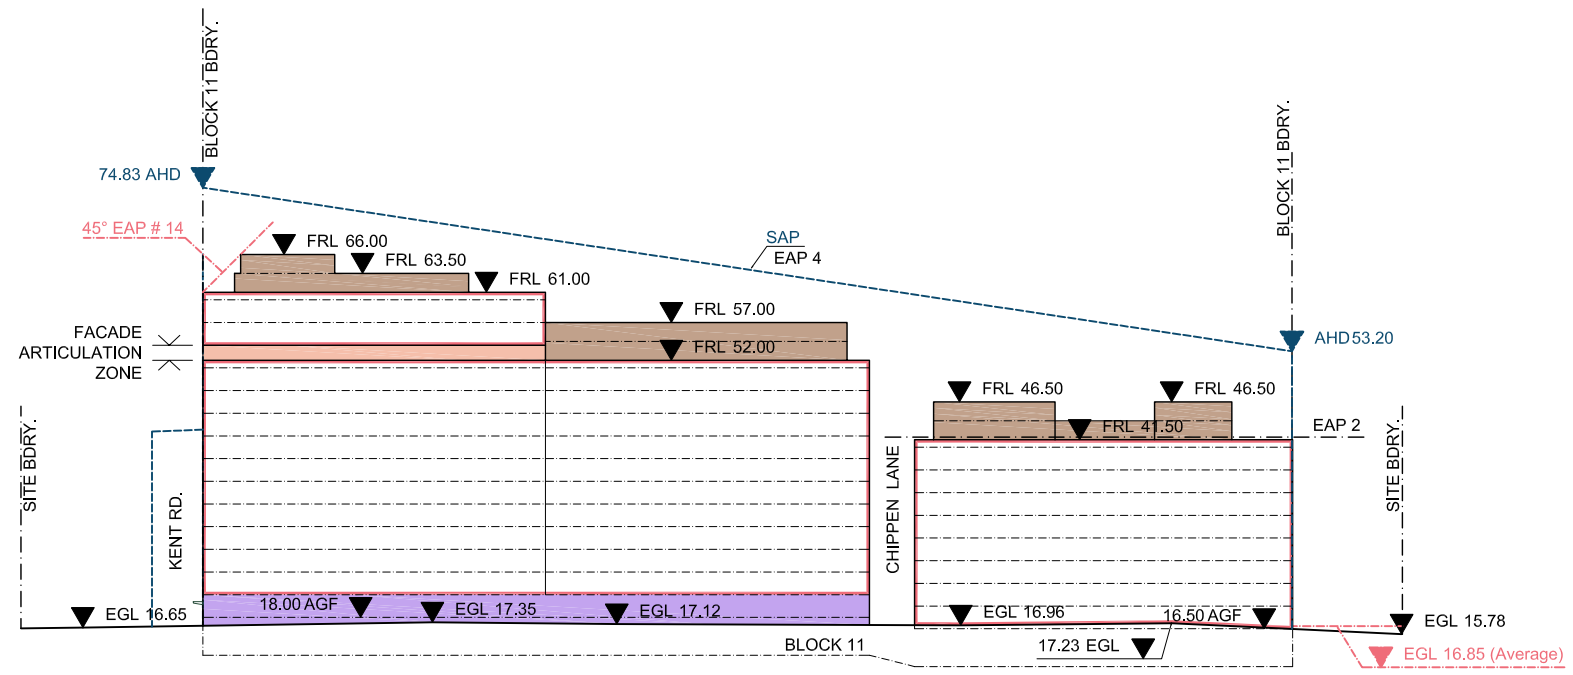 BLOCK 11 BDRY.
BLOCK 11 BDRY.
74.83 AHD
45° EAP # 14
FRL 66.00
FRL 63.50
FRL 61.00
SAP
EAP 4
FRL 57.00
FRL 52.00
FACADE
ARTICULATION
ZONE
AHD 53.20
FRL 46.50
FRL 46.50
FRL 41.50
EAP 2
SITE BDRY.
KENT RD.
CHIPPEN LANE
SITE BDRY.
EGL 16.65
18.00 AGF
EGL 17.35
EGL 17.12
EGL 16.96
16.50 AGF
EGL 15.78
BLOCK 11
17.23 EGL
EGL 16.85 (Average)